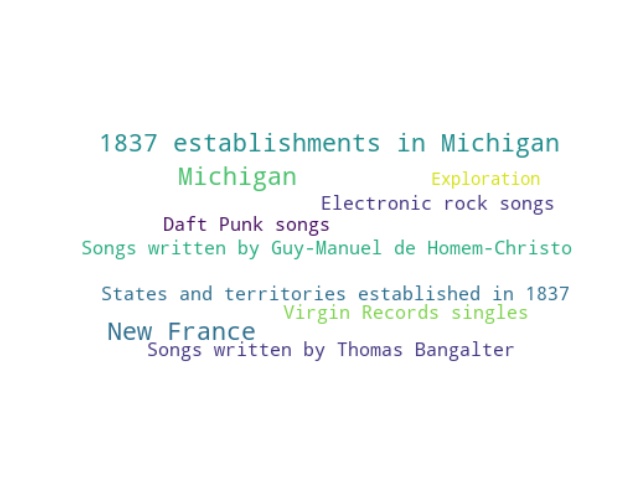 1837 establishments in Michigan
Michigan
Exploration
Electronic rock songs
Daft Punk songs
Songs written by Guy-Manuel de Homem-Christo
States and territories established in 1837
Virgin Records singles
New France
Songs written by Thomas Bangalter